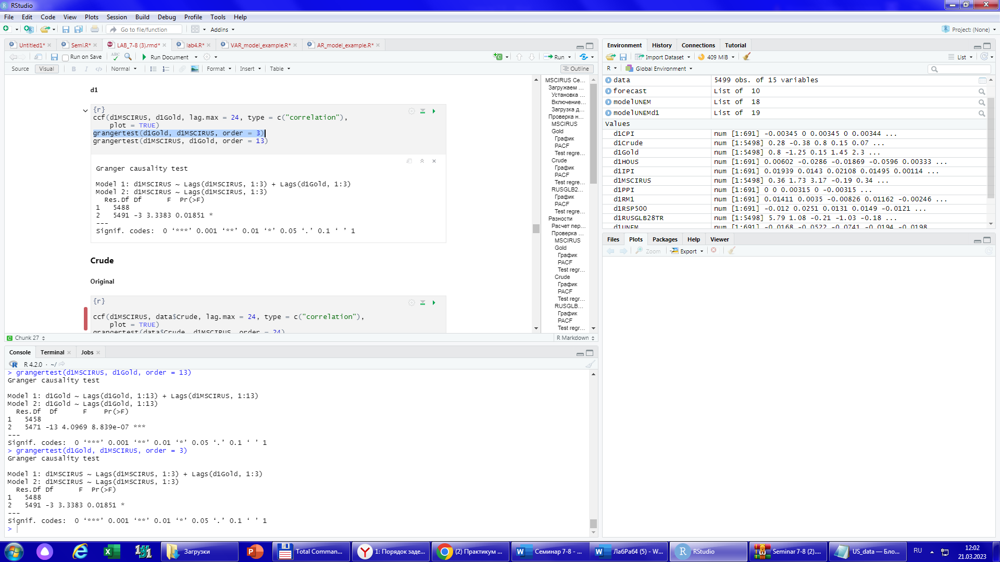 RStudio
File Edit Code View Plots Session Build Debug Profile Tools Help
Go to file/function Addins Project: (None)
Untitled1* Semi.R* LAB_7-8 (3).rmd* lab4.R* VAR_model_example.R* AR_model_example.R*
Run on Save ABC Run Document Run
Source Visual B I Normal Format Insert Table Outline
d1
{r}
ccf(d1MSCIRUS, d1Gold, lag.max = 24, type = c("correlation"),
plot = TRUE)
grangertest(d1Gold, d1MSCIRUS, order = 3)
grangertest(d1MSCIRUS, d1Gold, order = 13)
Granger causality test
Model 1: d1MSCIRUS ~ Lags(d1MSCIRUS, 1:3) + Lags(d1Gold, 1:3)
Model 2: d1MSCIRUS ~ Lags(d1MSCIRUS, 1:3)
Res.Df Df F Pr(>F)
1 5488
2 5491 -3 3.3383 0.01851 *
---
Signif. codes: 0 ‘***’ 0.001 ‘**’ 0.01 ‘*’ 0.05 ‘.’ 0.1 ‘ ’ 1
Crude
Original
{r}
ccf(d1MSCIRUS, data$Crude, lag.max = 24, type = c("correlation"),
plot = TRUE)
grangertest(data$Crude, d1MSCIRUS, order = 24)
MSCIRUS Ce...
Загружаем ...
Установка ...
Включение...
Загрузка д...
Проверка н...
MSCIRUS
Gold
График
PACF
Test regre...
Crude
График
PACF
Test regre...
RUSGLB2...
График
PACF
Test regre...
Разности
Расчет пер...
Проверка ...
MSCIRUS
Gold
График
PACF
Test regr...
Crude
График
PACF
Test regr...
RUSGLB...
График
PACF
Test regr...
Chunk 27 R Markdown
Console Terminal Jobs
R 4.2.0 · ~/
> grangertest(d1MSCIRUS, d1Gold, order = 13)
Granger causality test
Model 1: d1Gold ~ Lags(d1Gold, 1:13) + Lags(d1MSCIRUS, 1:13)
Model 2: d1Gold ~ Lags(d1Gold, 1:13)
Res.Df Df F Pr(>F)
1 5458
2 5471 -13 4.0969 8.839e-07 ***
---
Signif. codes: 0 ‘***’ 0.001 ‘**’ 0.01 ‘*’ 0.05 ‘.’ 0.1 ‘ ’ 1
> grangertest(d1Gold, d1MSCIRUS, order = 3)
Granger causality test
Model 1: d1MSCIRUS ~ Lags(d1MSCIRUS, 1:3) + Lags(d1Gold, 1:3)
Model 2: d1MSCIRUS ~ Lags(d1MSCIRUS, 1:3)
Res.Df Df F Pr(>F)
1 5488
2 5491 -3 3.3383 0.01851 *
---
Signif. codes: 0 ‘***’ 0.001 ‘**’ 0.01 ‘*’ 0.05 ‘.’ 0.1 ‘ ’ 1
>
Environment History Connections Tutorial
Import Dataset 409 MiB List
R Global Environment
data 5499 obs. of 15 variables
forecast List of 10
modelUNEM List of 18
modelUNEMd1 List of 19
Values
d1CPI num [1:691] -0.00345 0 0.00345 0 0.00344 ...
d1Crude num [1:5498] 0.28 -0.38 0.8 0.15 0.07 ...
d1Gold num [1:5498] 0.8 -1.25 0.15 1.45 2.3 ...
d1HOUS num [1:691] 0.00602 -0.0286 -0.01869 -0.0596 0.00333 ...
d1IPI num [1:691] 0.01939 0.0143 0.02108 0.01495 0.00114 ...
d1MSCIRUS num [1:5498] 0.36 1.73 3.17 -0.19 0.34 ...
d1PPI num [1:691] 0 0 0.00315 0 -0.00315 ...
d1RM1 num [1:691] 0.01411 0.0035 -0.00826 0.01162 -0.00246 ...
d1RSP500 num [1:691] -0.012 0.0251 0.0131 0.0149 -0.0121 ...
d1RUSGLB28TR num [1:5498] 5.79 1.08 -0.21 -1.03 -0.18 ...
d1UNEM num [1:691] -0.0168 -0.0522 -0.0741 -0.0194 -0.0198
Files Plots Packages Help Viewer
Zoom Export
Загрузки Total Comman... 1: Порядок заде... (2) Практикум ... Семинар 7-8 - ... ЛабРаб4 (5) - W... RStudio Seminar 7-8 (2).... US_data — Бло... RU 12:02
21.03.2023